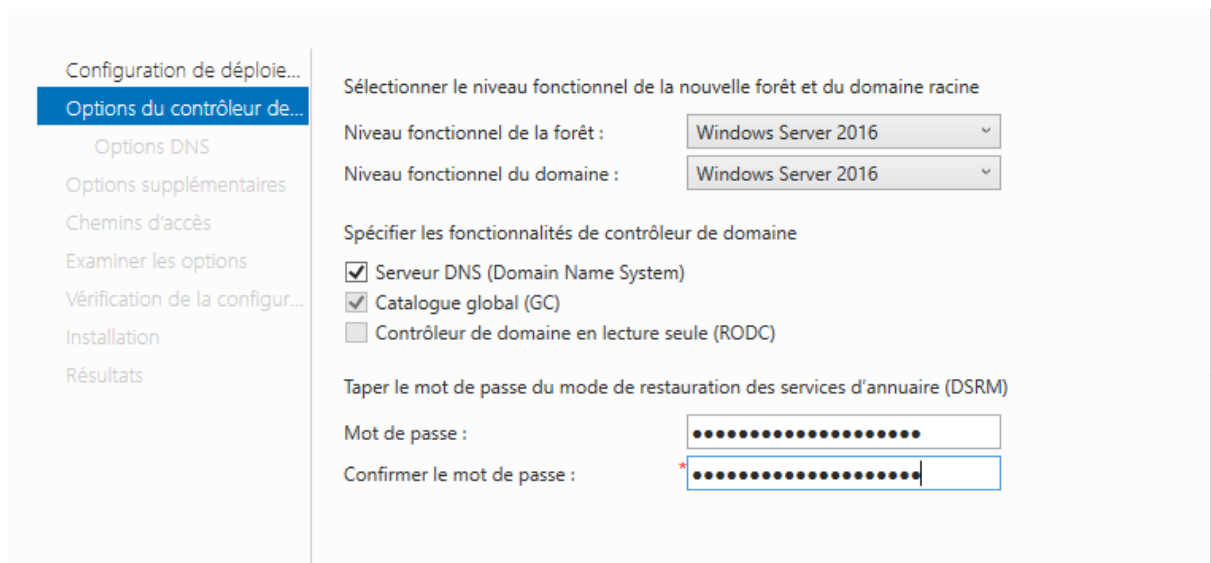 Configuration de déploie...
Options du contrôleur de...
Options DNS
Options supplémentaires
Chemins d'accès
Examiner les options
Vérification de la configur...
Installation
Résultats
Sélectionner le niveau fonctionnel de la nouvelle forêt et du domaine racine
Niveau fonctionnel de la forêt : Windows Server 2016
Niveau fonctionnel du domaine : Windows Server 2016
Spécifier les fonctionnalités de contrôleur de domaine
Serveur DNS (Domain Name System)
Catalogue global (GC)
Contrôleur de domaine en lecture seule (RODC)
Taper le mot de passe du mode de restauration des services d'annuaire (DSRM)
Mot de passe : ••••••••••••••••••••
Confirmer le mot de passe : * ••••••••••••••••••••